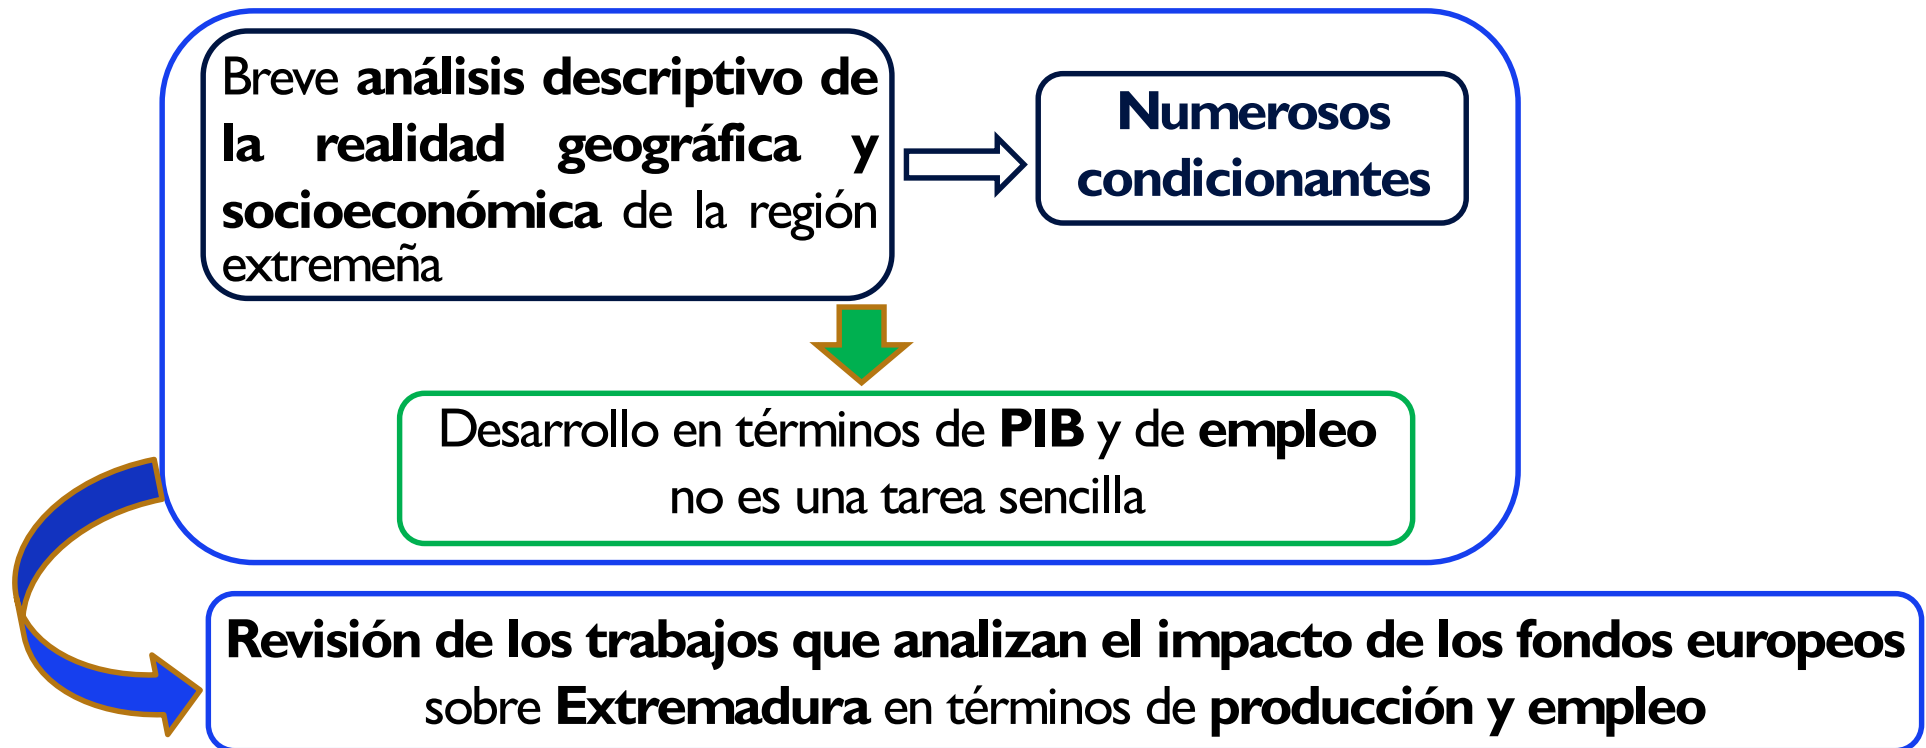 Breve análisis descriptivo de
la realidad geográfica y
socioeconómica de la región
extremeña
Numerosos
condicionantes
Desarrollo en términos de PIB y de empleo
no es una tarea sencilla
Revisión de los trabajos que analizan el impacto de los fondos europeos
sobre Extremadura en términos de producción y empleo